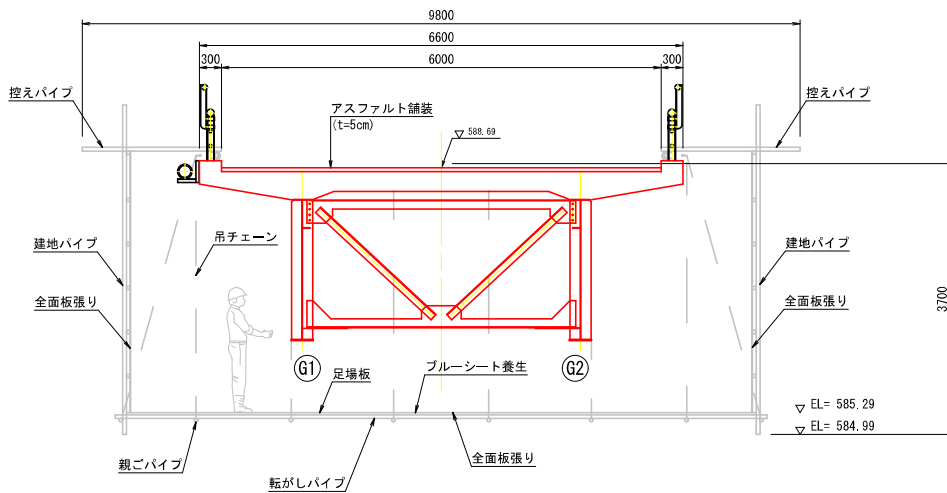 9800
6600
300
6000
300
控えパイプ
控えパイプ
アスファルト舗装
(t=5cm)
588.69
吊チェーン
建地パイプ
建地パイプ
全面板張り
全面板張り
3700
G1
G2
足場板
ブルーシート養生
EL= 585.29
EL= 584.99
親ごパイプ
全面板張り
転がしパイプ